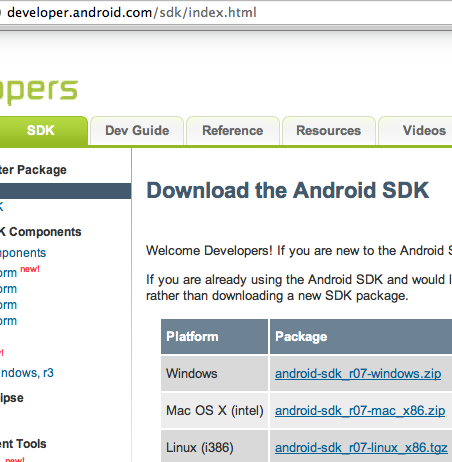 developer.android.com/sdk/index.html
opers
SDK Dev Guide Reference Resources Videos
ter Package
Download the Android SDK
K
K Components
mponents
orm new!
orm
orm
orm
w!
ndows, r3
ipse
ent Tools
new!
Welcome Developers! If you are new to the Android S
If you are already using the Android SDK and would l
rather than downloading a new SDK package.
Platform Package
Windows android-sdk_r07-windows.zip
Mac OS X (intel) android-sdk_r07-mac_x86.zip
Linux (i386) android-sdk_r07-linux_x86.tgz